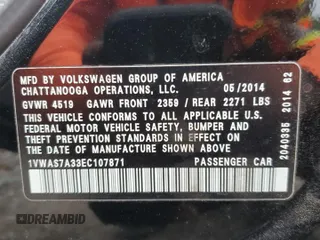 MFD. BY VOLKSWAGEN GROUP OF AMERICA
CHATTANOOGA OPERATIONS, LLC. 05/2014
GVWR 4519 GAWR FRONT 2359 / REAR 2271 LBS
THIS VEHICLE CONFORMS TO ALL APPLICABLE U.S.
FEDERAL MOTOR VEHICLE SAFETY, BUMPER AND
THEFT PREVENTION STANDARDS IN EFFECT ON
THE DATE OF MANUFACTURE SHOWN ABOVE.
1VWAS7A33EC107871 PASSENGER CAR
2040335 2014 62
BIDAMBID